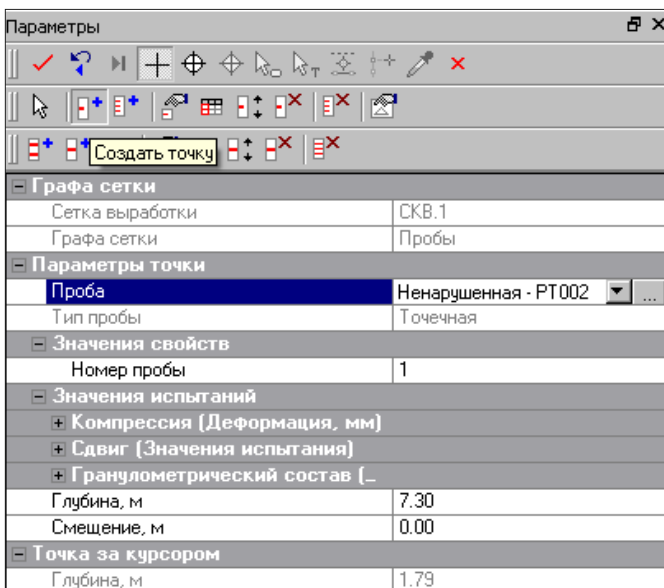 Параметры
Создать точку
Графа сетки
Сетка выработки СКВ.1
Графа сетки Пробы
Параметры точки
Проба Ненарушенная - РТ002 ...
Тип пробы Точечная
Значения свойств
Номер пробы 1
Значения испытаний
Компрессия (Деформация, мм)
Сдвиг (Значения испытания)
Гранулометрический состав (_
Глубина, м 7.30
Смещение, м 0.00
Точка за курсором
Глубина, м 1.79